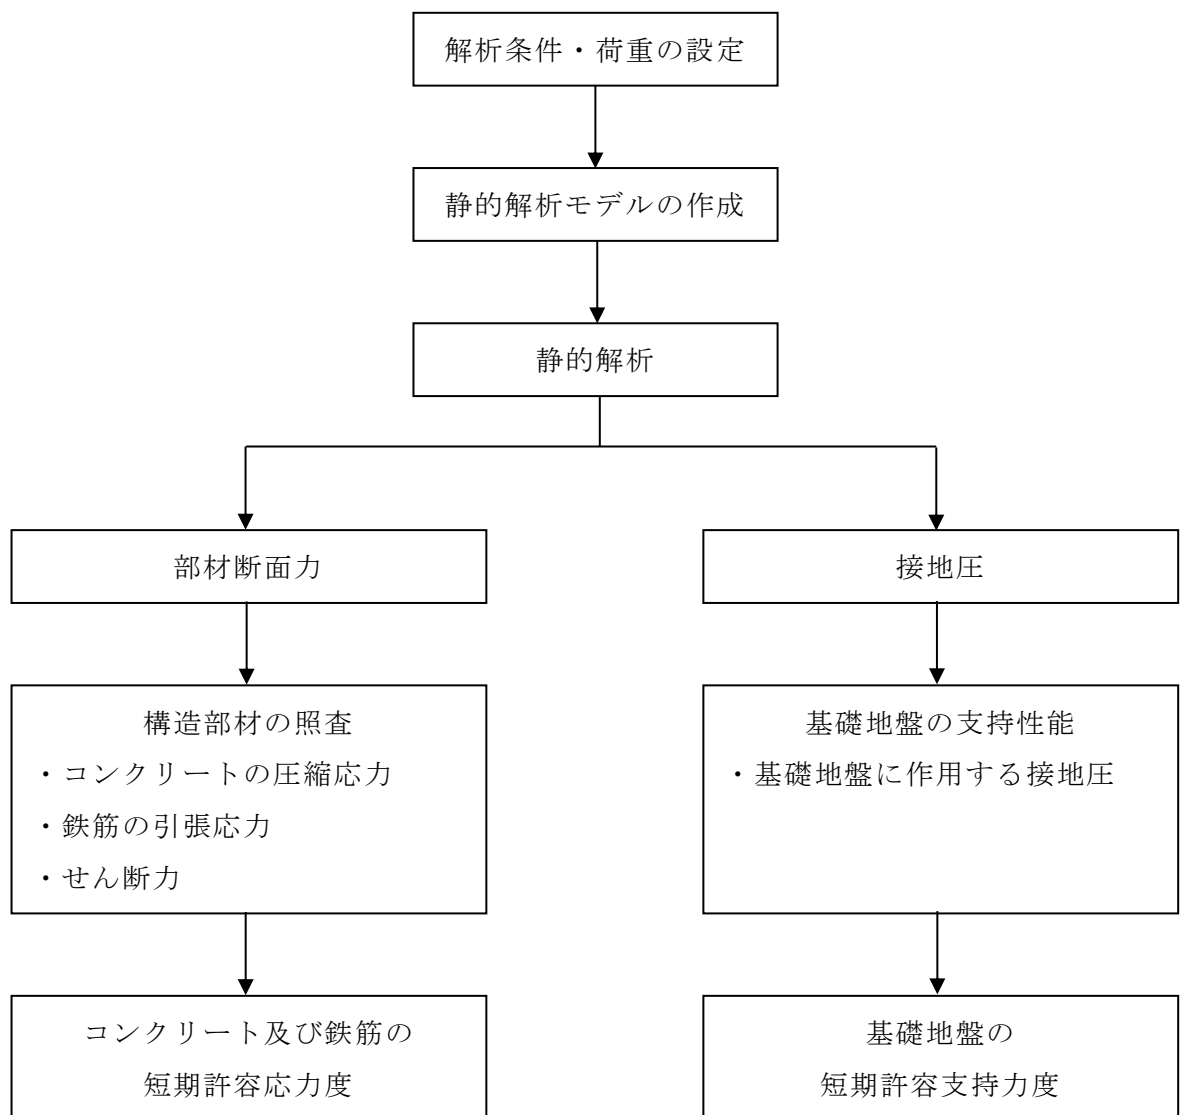 解析条件・荷重の設定
静的解析モデルの作成
静的解析
部材断面力
接地圧
構造部材の照査
・コンクリートの圧縮応力
・鉄筋の引張応力
・せん断力
基礎地盤の支持性能
・基礎地盤に作用する接地圧
コンクリート及び鉄筋の
短期許容応力度
基礎地盤の
短期許容支持力度